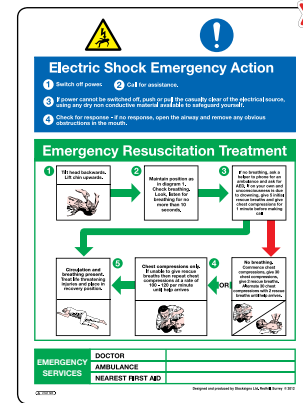 Electric Shock Emergency Action
1 Switch off power. 2 Call for assistance.
3 If power cannot be switched off, push or pull the casualty clear of the electrical source,
using any dry non conductive material available to safeguard yourself.
4 Check for response - if no response, open the airway and remove any obvious
obstructions in the mouth.
Emergency Resuscitation Treatment
1
Tilt head backwards.
Lift chin upwards.
2
Maintain position as
in diagram 1,
Check breathing.
Look, listen for
breathing for no
more than 10
seconds,
3
If no breathing, ask a
helper to phone for an
ambulance and ask for
AED, if on your own and
unconsciousness is due
to drowning, give 5 initial
rescue breaths and give
chest compressions for
1 minute before making
call
Circulation and
breathing present.
Treat life threatening
injuries and place in
recovery position.
5
Chest compressions only.
If unable to give rescue
breaths then repeat chest
compressions at a rate of
100 - 120 per minute
until help arrives
4
OR
No breathing.
Commence chest
compressions, give 30
chest compressions,
give 2 rescue breaths.
Alternate 30 chest
compressions with 2 rescue
breaths until help arrives.
EMERGENCY
SERVICES
DOCTOR
AMBULANCE
NEAREST FIRST AID
Designed and produced by Stocksigns Ltd, Redhill Surrey © 2012